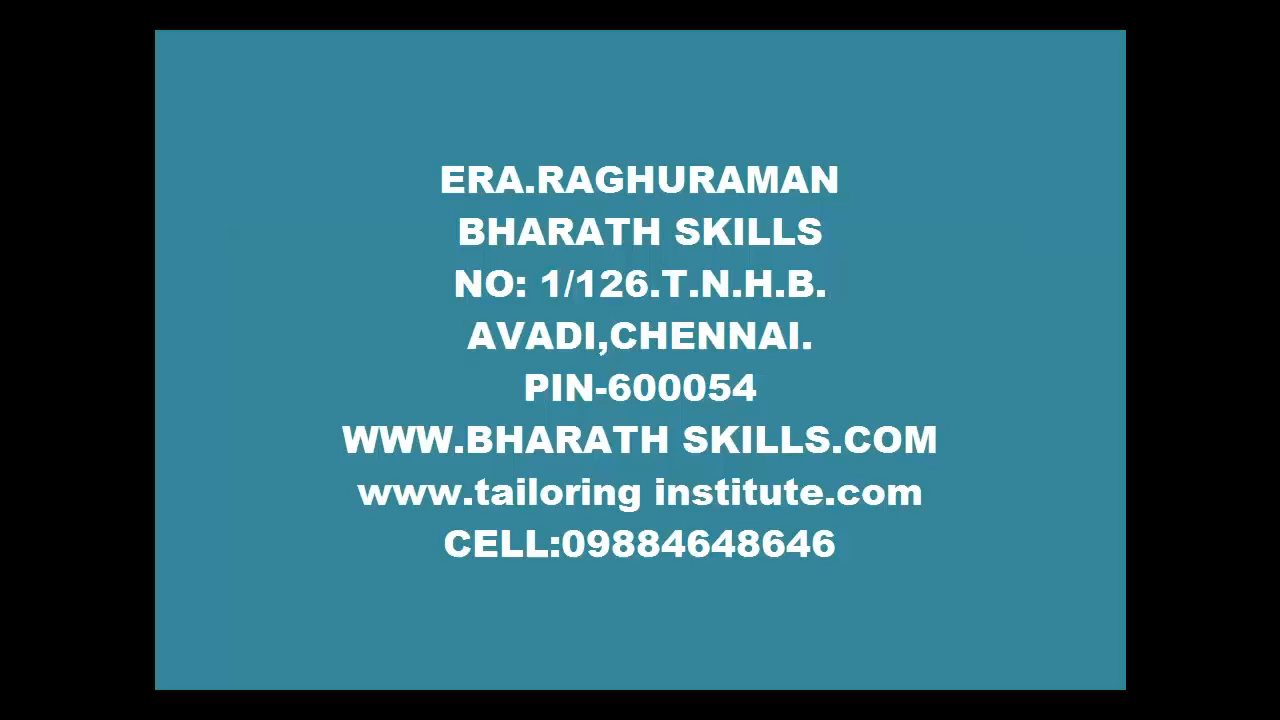 ERA.RAGHURAMAN
BHARATH SKILLS
NO: 1/126.T.N.H.B.
AVADI,CHENNAI.
PIN-600054
WWW.BHARATH SKILLS.COM
www.tailoring institute.com
CELL:09884648646